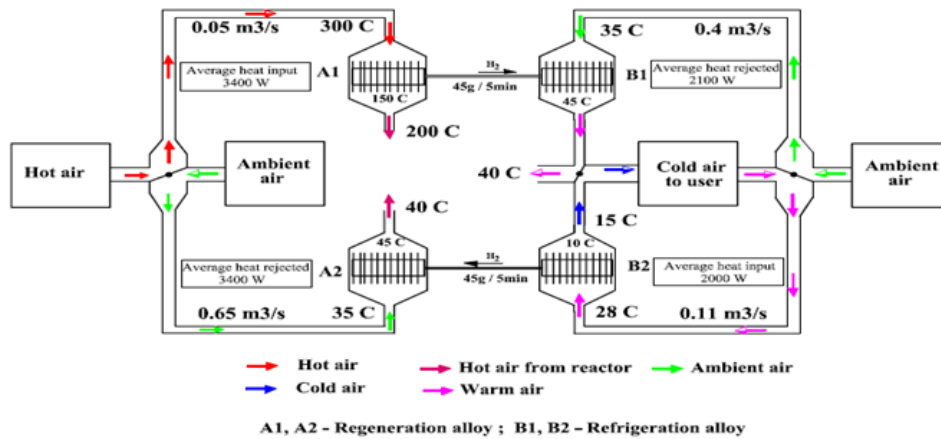 0.05 m3/s
300 C
35 C
0.4 m3/s
Average heat input
3400 W
A1
150 C
H2
45g / 5min
45 C
B1
Average heat rejected
2100 W
200 C
Hot air
Ambient
air
40 C
Cold air
to user
Ambient
air
40 C
15 C
Average heat rejected
3400 W
A2
45 C
H2
45g / 5min
10 C
B2
Average heat input
2000 W
0.65 m3/s
35 C
28 C
0.11 m3/s
Hot air
Hot air from reactor
Ambient air
Cold air
Warm air
A1, A2 - Regeneration alloy ; B1, B2 - Refrigeration alloy